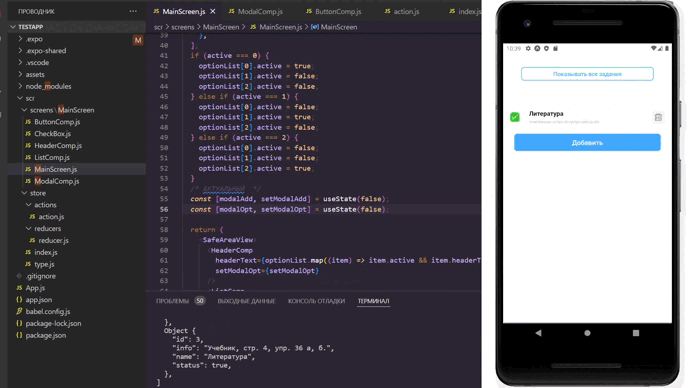 ПРОВОДНИК ···
TESTAPP
.expo M
.expo-shared
.vscode
assets
node_modules
scr
screens \ MainScreen
JS ButtonComp.js
JS CheckBox.js
JS HeaderComp.js
JS ListComp.js
JS MainScreen.js
JS ModalComp.js
store
actions
JS action.js
reducers
JS reducer.js
JS index.js
JS type.js
.gitignore
JS App.js
{} app.json
babel.config.js
{} package-lock.json
{} package.json
JS MainScreen.js
JS ModalComp.js
JS ButtonComp.js
JS action.js
JS index.js
scr > screens > MainScreen > JS MainScreen.js > MainScreen
39 },
40 ];
41 if (active === 0) {
42 optionList[0].active = true;
43 optionList[1].active = false;
44 optionList[2].active = false;
45 } else if (active === 1) {
46 optionList[0].active = false;
47 optionList[1].active = true;
48 optionList[2].active = false;
49 } else if (active === 2) {
50 optionList[0].active = false;
51 optionList[1].active = false;
52 optionList[2].active = true;
53 }
54
55 const [modalAdd, setModalAdd] = useState(false);
56 const [modalOpt, setModalOpt] = useState(false);
57
58 return (
59 <SafeAreaView>
60 <HeaderComp
61 headerText={optionList.map((item) => item.active && item.headerT
62 setModalOpt={setModalOpt}
63 />
64
ПРОБЛЕМЫ 50 ВЫХОДНЫЕ ДАННЫЕ КОНСОЛЬ ОТЛАДКИ ТЕРМИНАЛ
},
Object {
"id": 3,
"info": "Учебник, стр. 4, упр. 36 а, б.",
"name": "Литература",
"status": true,
},
]
10:39
Показывать все задания
Литература
Добавить